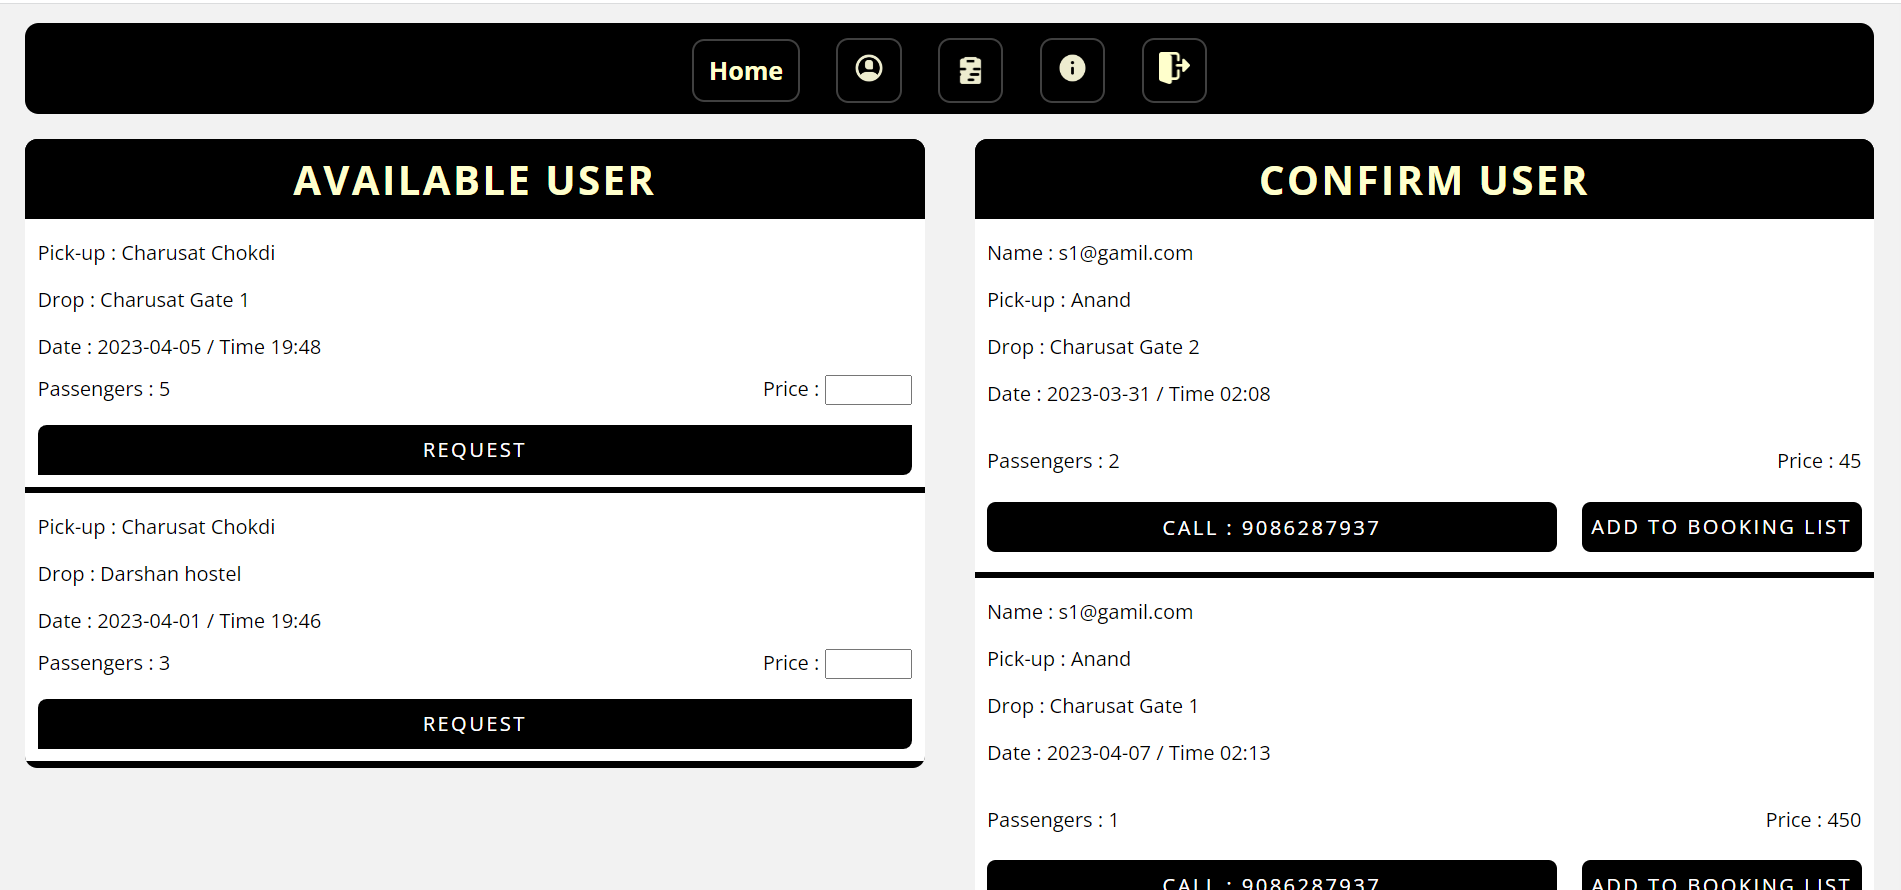 Home
AVAILABLE USER
Pick-up : Charusat Chokdi
Drop : Charusat Gate 1
Date : 2023-04-05 / Time 19:48
Passengers : 5 Price :
REQUEST
Pick-up : Charusat Chokdi
Drop : Darshan hostel
Date : 2023-04-01 / Time 19:46
Passengers : 3 Price :
REQUEST
CONFIRM USER
Name : s1@gamil.com
Pick-up : Anand
Drop : Charusat Gate 2
Date : 2023-03-31 / Time 02:08
Passengers : 2 Price : 45
CALL : 9086287937 ADD TO BOOKING LIST
Name : s1@gamil.com
Pick-up : Anand
Drop : Charusat Gate 1
Date : 2023-04-07 / Time 02:13
Passengers : 1 Price : 450
CALL : 9086287937 ADD TO BOOKING LIST